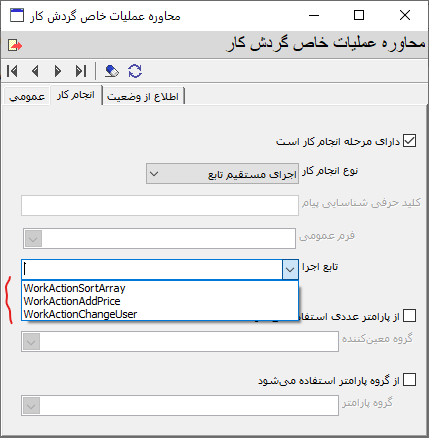 محاوره عملیات خاص گردش کار
محاوره عملیات خاص گردش کار
عمومی انجام کار اطلاع از وضعیت
دارای مرحله انجام کار است
نوع انجام کار اجرای مستقیم تابع
کلید حرفی شناسایی پیام
فرم عمومی
تابع اجرا
WorkActionSortArray
WorkActionAddPrice
WorkActionChangeUser
از پارامتر عددی استفاده
گروه معین‌کننده
از گروه پارامتر استفاده می‌شود
گروه پارامتر